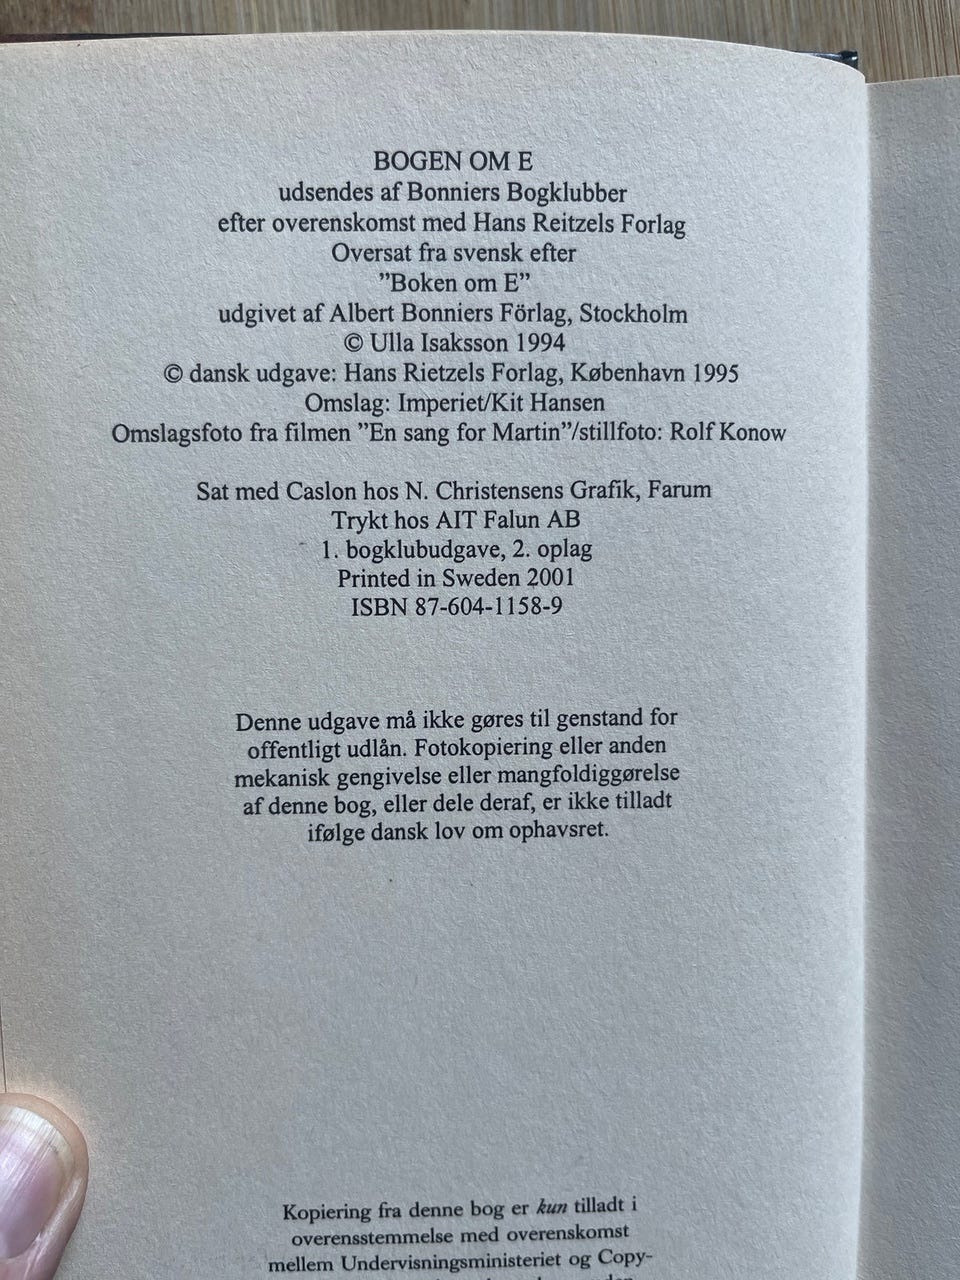 BOGEN OM E
udsendes af Bonniers Bogklubber
efter overenskomst med Hans Reitzels Forlag
Oversat fra svensk efter
”Boken om E”
udgivet af Albert Bonniers Förlag, Stockholm
© Ulla Isaksson 1994
© dansk udgave: Hans Rietzels Forlag, København 1995
Omslag: Imperiet/Kit Hansen
Omslagsfoto fra filmen ”En sang for Martin”/stillfoto: Rolf Konow
Sat med Caslon hos N. Christensens Grafik, Farum
Trykt hos AIT Falun AB
1. bogklubudgave, 2. oplag
Printed in Sweden 2001
ISBN 87-604-1158-9
Denne udgave må ikke gøres til genstand for
offentligt udlån. Fotokopiering eller anden
mekanisk gengivelse eller mangfoldiggørelse
af denne bog, eller dele deraf, er ikke tilladt
ifølge dansk lov om ophavsret.
Kopiering fra denne bog er kun tilladt i
overensstemmelse med overenskomst
mellem Undervisningsministeriet og Copy-